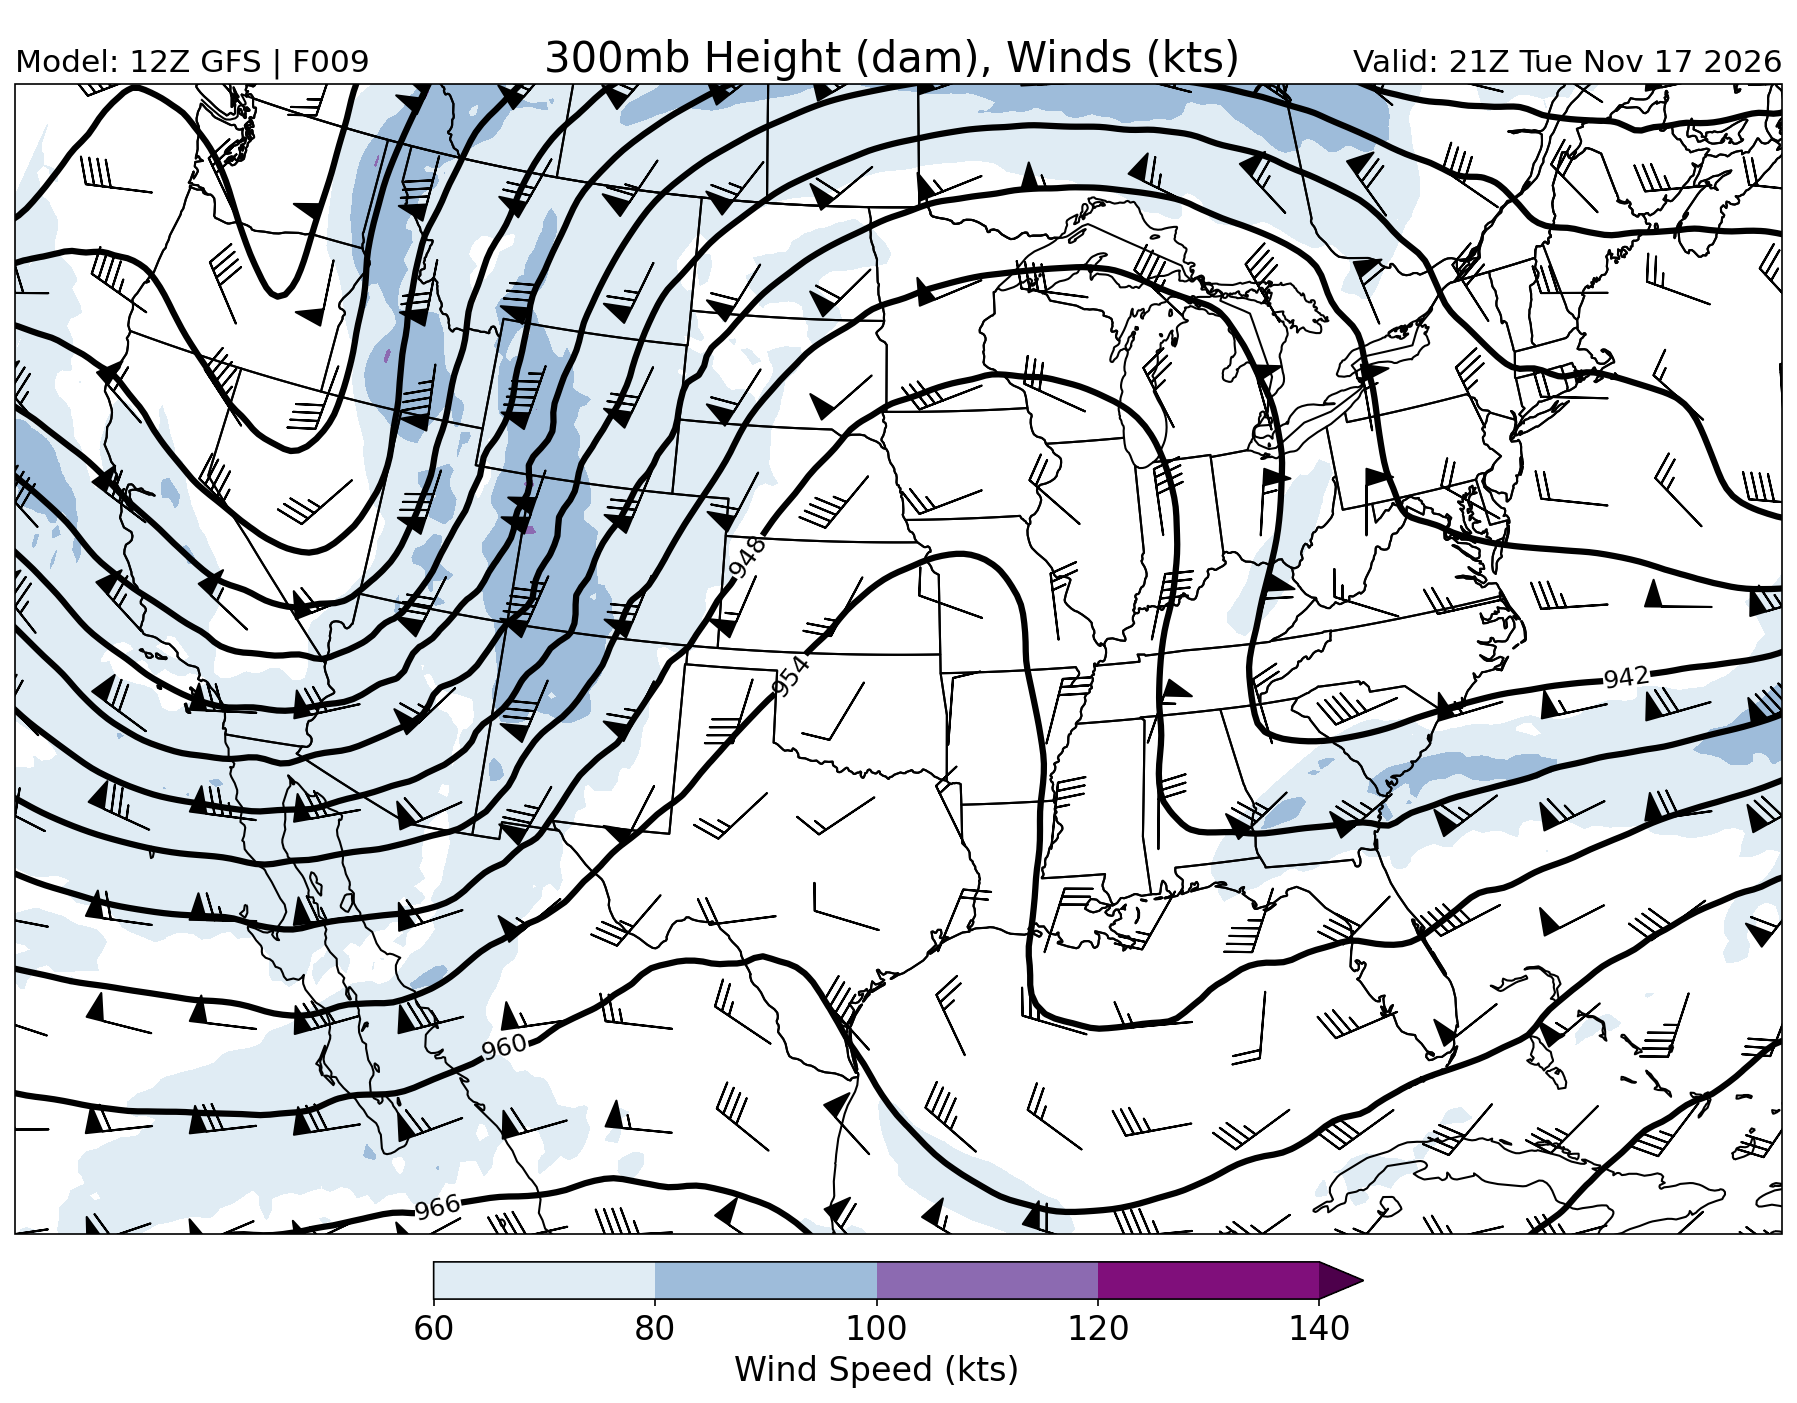 Model: 12Z GFS | F009
300mb Height (dam), Winds (kts)
Valid: 21Z Tue Nov 17 2026
948
954
942
960
966
60 80 100 120 140
Wind Speed (kts)